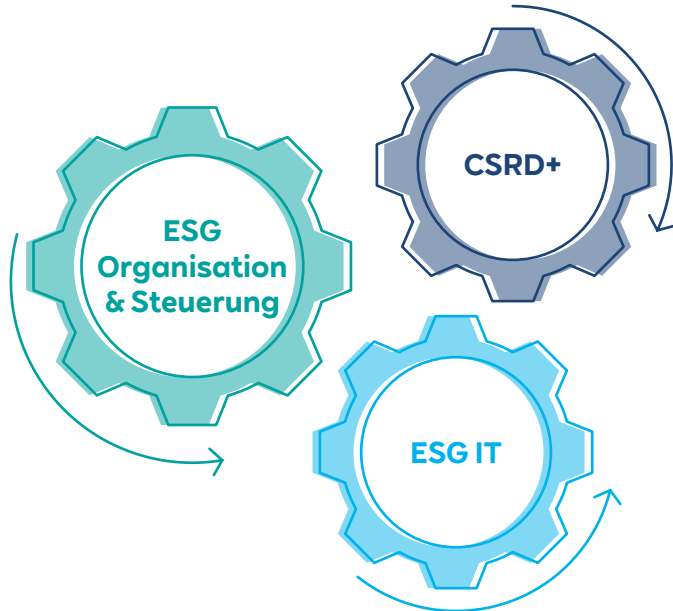 ESG
Organisation
& Steuerung
CSRD+
ESG IT